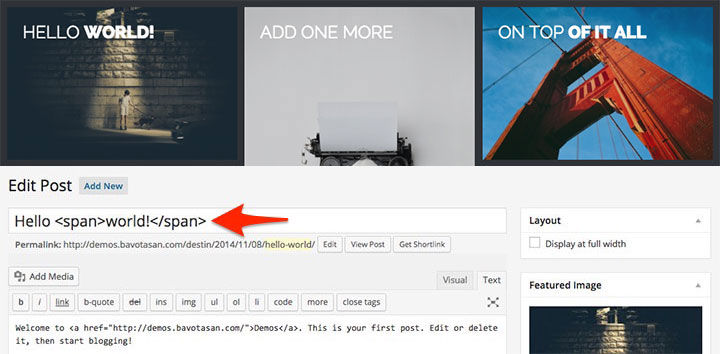 HELLO WORLD!
ADD ONE MORE
ON TOP OF IT ALL
Edit Post Add New
Hello <span>world!</span>
Permalink: http://demos.bavotasan.com/destin/2014/11/08/hello-world/ Edit View Post Get Shortlink
Add Media
Visual Text
b i link b-quote del ins img ul ol li code more close tags
Welcome to <a href="http://demos.bavotasan.com/">Demos</a>. This is your first post. Edit or delete
it, then start blogging!
Layout
Display at full width
Featured Image